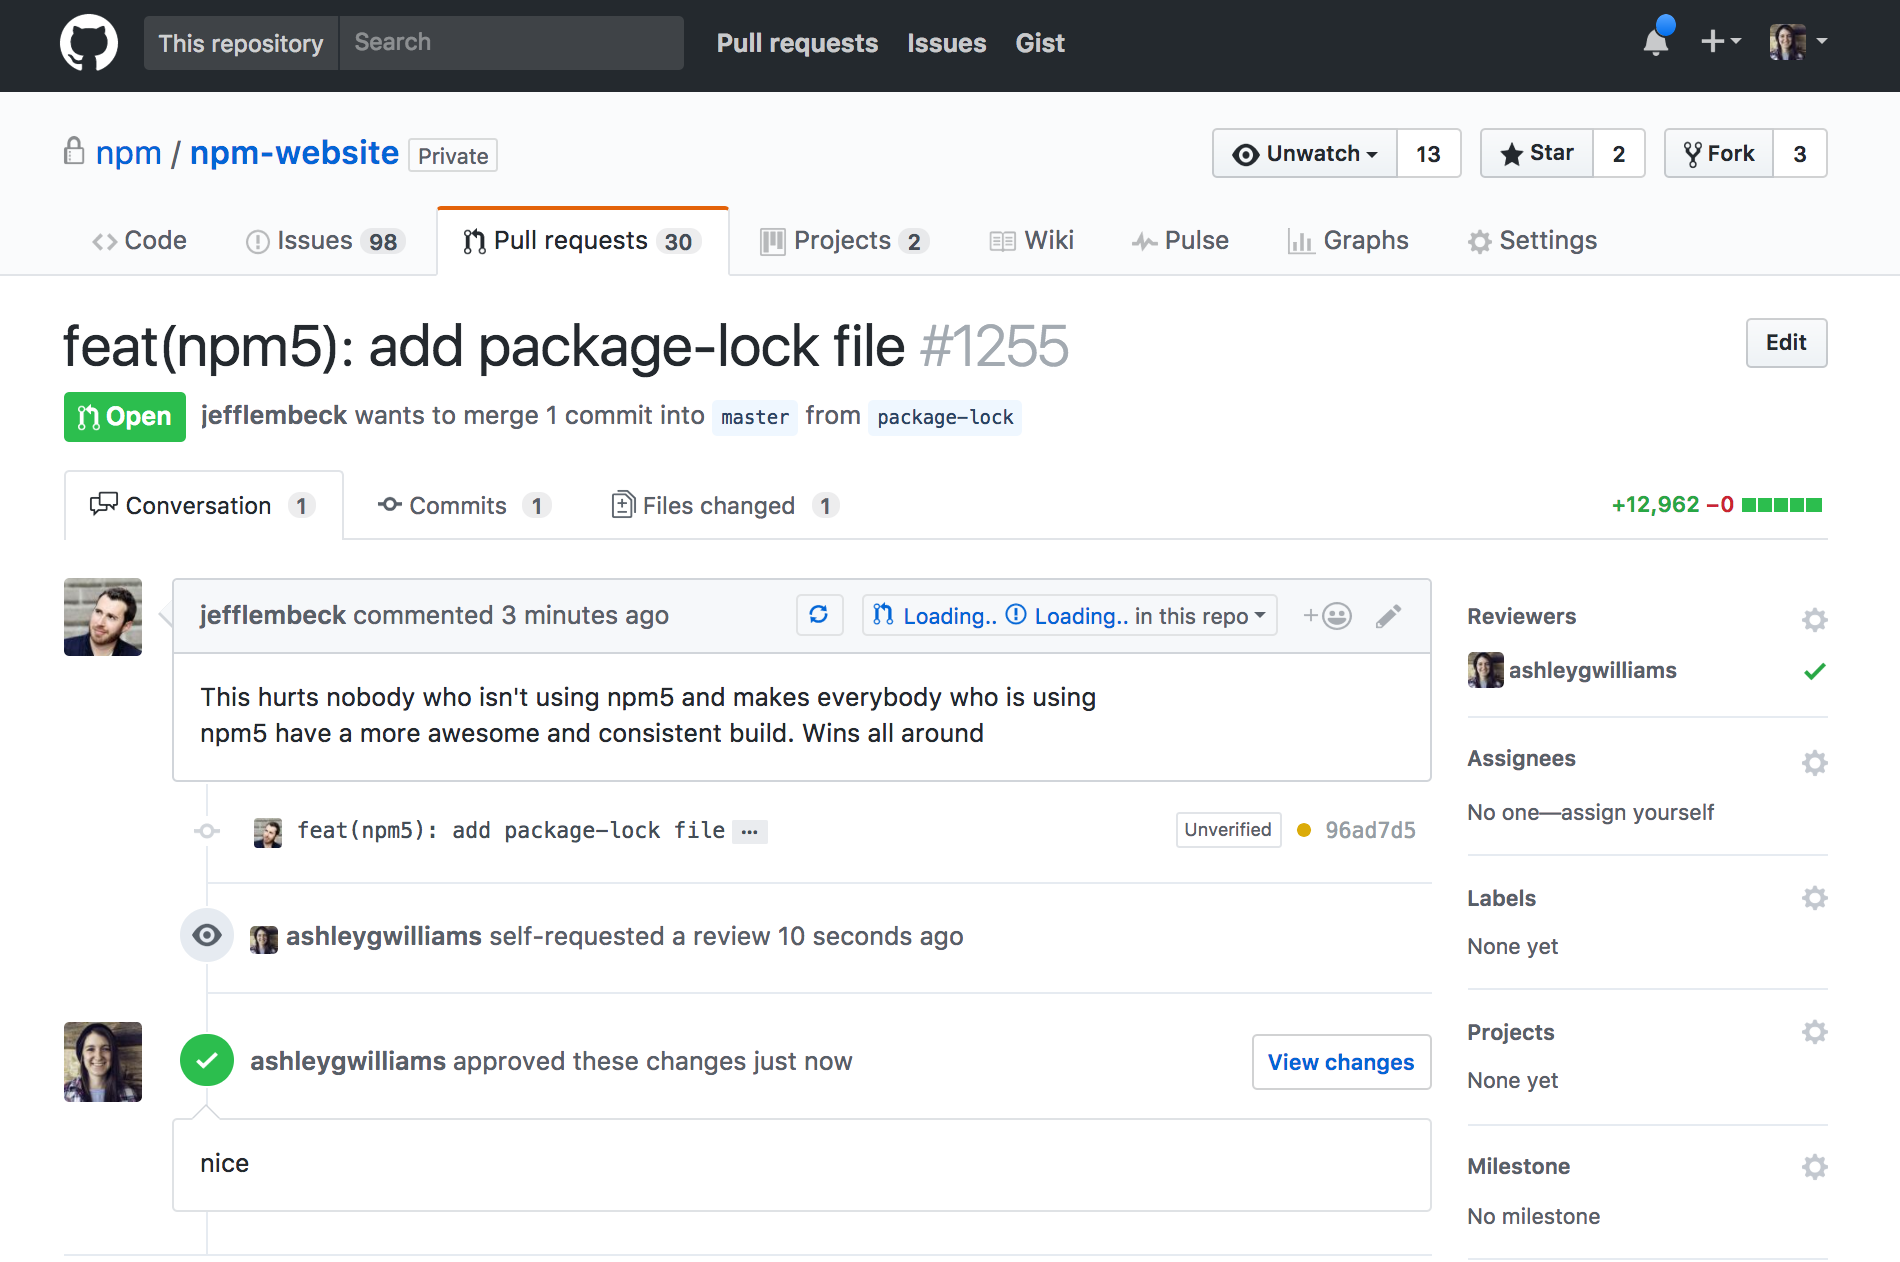 This repository Search Pull requests Issues Gist
npm / npm-website Private Unwatch 13 Star 2 Fork 3
Code Issues 98 Pull requests 30 Projects 2 Wiki Pulse Graphs Settings
feat(npm5): add package-lock file #1255 Edit
Open jefflembeck wants to merge 1 commit into master from package-lock
Conversation 1 Commits 1 Files changed 1 +12,962 −0
jefflembeck commented 3 minutes ago Loading.. Loading.. in this repo
This hurts nobody who isn't using npm5 and makes everybody who is using
npm5 have a more awesome and consistent build. Wins all around
feat(npm5): add package-lock file … Unverified 96ad7d5
ashleygwilliams self-requested a review 10 seconds ago
ashleygwilliams approved these changes just now View changes
nice
Reviewers
ashleygwilliams
Assignees
No one—assign yourself
Labels
None yet
Projects
None yet
Milestone
No milestone